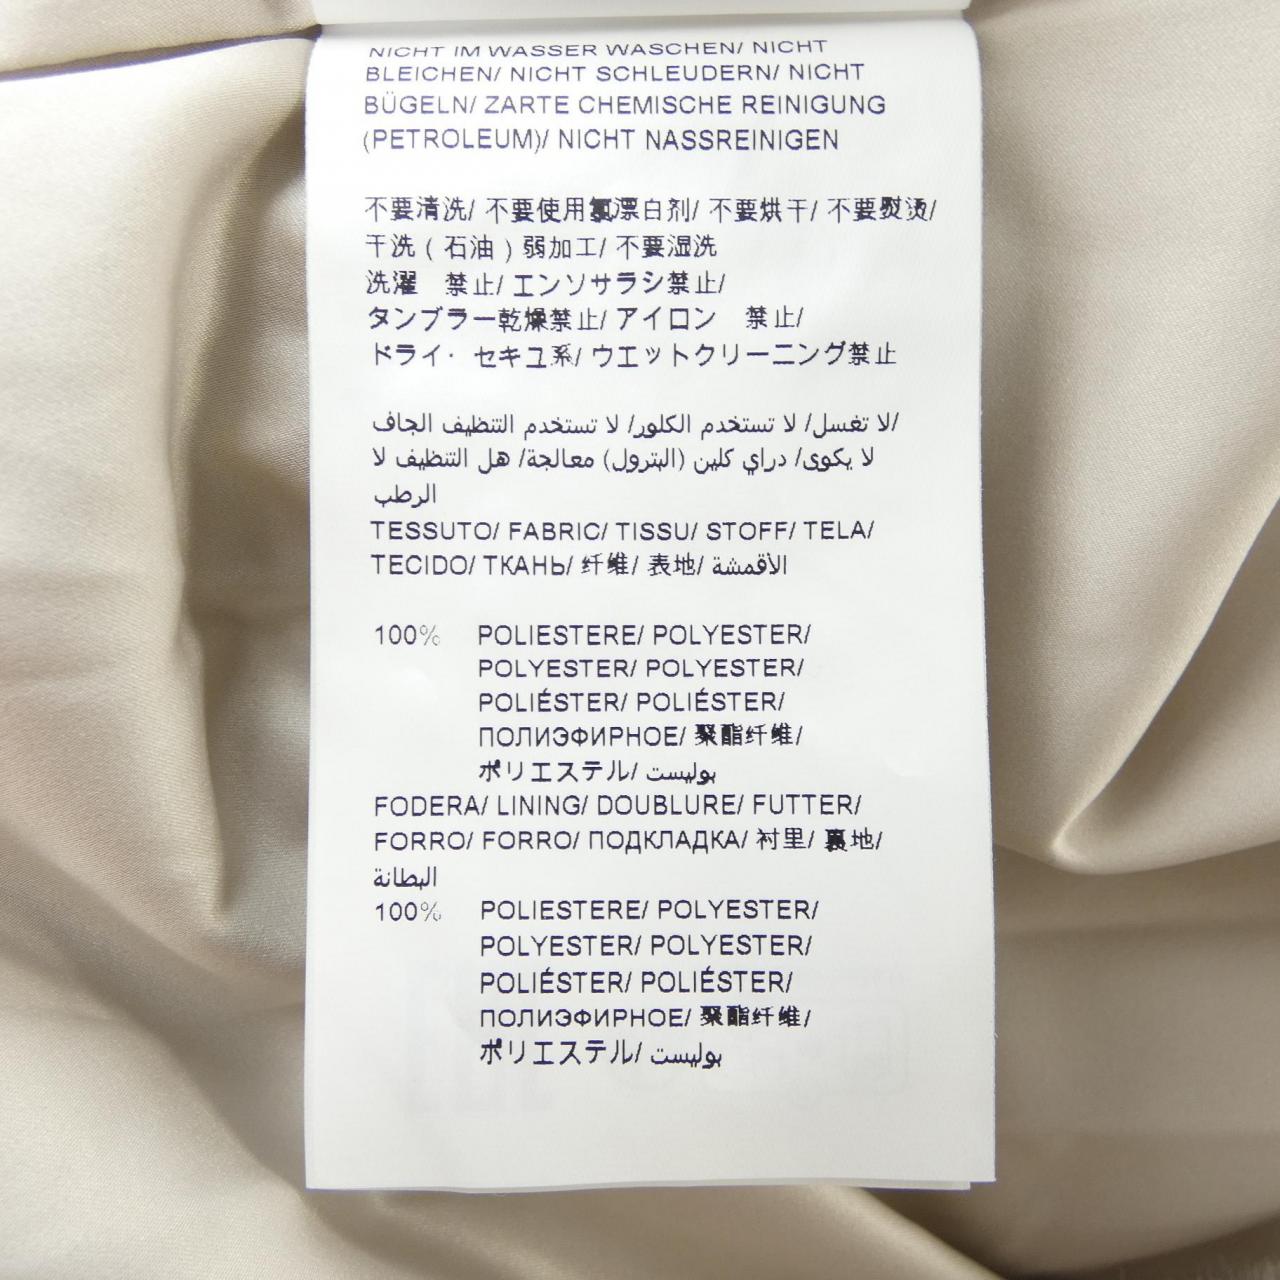 NICHT IM WASSER WASCHEN/ NICHT
BLEICHEN/ NICHT SCHLEUDERN/ NICHT
BÜGELN/ ZARTE CHEMISCHE REINIGUNG
(PETROLEUM)/ NICHT NASSREINIGEN
不要清洗/ 不要使用氯漂白剂/ 不要烘干/ 不要熨烫/
干洗（石油）弱加工/ 不要湿洗
洗濯　禁止/ エンソサラシ禁止/
タンブラー乾燥禁止/ アイロン　禁止/
ドライ・ セキユ系/ ウエットクリーニング禁止
لا تغسل/ لا تستخدم الكلور/ لا تستخدم التنظيف الجاف/
لا يكوى/ دراي كلين (البترول) معالجة/ هل التنظيف لا
الرطب
TESSUTO/ FABRIC/ TISSU/ STOFF/ TELA/
TECIDO/ ТКАНЬ/ 纤维/ 表地/ الأقمشة
100% POLIESTERE/ POLYESTER/
POLYESTER/ POLYESTER/
POLIÉSTER/ POLIÉSTER/
ПОЛИЭФИРНОЕ/ 聚酯纤维/
ポリエステル/ بوليست
FODERA/ LINING/ DOUBLURE/ FUTTER/
FORRO/ FORRO/ ПОДКЛАДКА/ 衬里/ 裏地/
البطانة
100% POLIESTERE/ POLYESTER/
POLYESTER/ POLYESTER/
POLIÉSTER/ POLIÉSTER/
ПОЛИЭФИРНОЕ/ 聚酯纤维/
ポリエステル/ بوليست